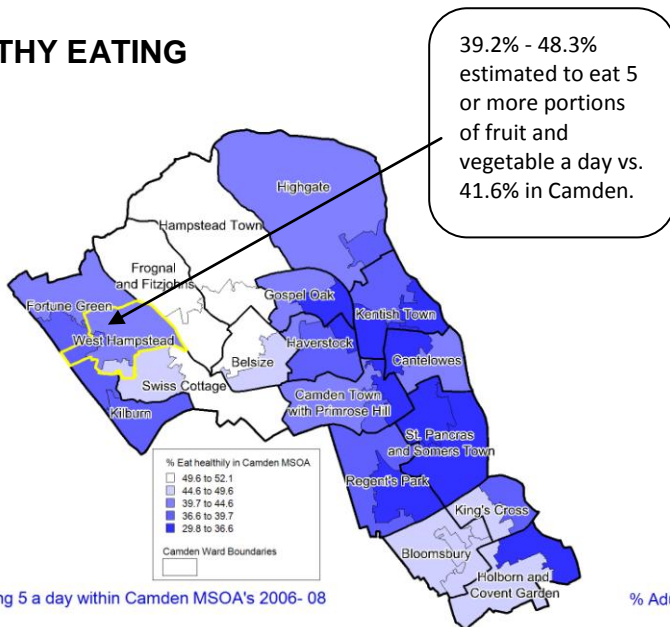 THY EATING
39.2% - 48.3%
estimated to eat 5
or more portions
of fruit and
vegetable a day vs.
41.6% in Camden.
Highgate
Hampstead Town
Frognal
and Fitzjohns
Fortune Green
Gospel Oak
Kentish Town
West Hampstead
Haverstock
Belsize
Cantelowes
Swiss Cottage
Camden Town
with Primrose Hill
Kilburn
St. Pancras
and Somers Town
Regent's Park
King's Cross
Bloomsbury
Holborn and
Covent Garden
% Eat healthily in Camden MSOA
49.6 to 52.1
44.6 to 49.6
39.7 to 44.6
36.6 to 39.7
29.8 to 36.6
Camden Ward Boundaries
ng 5 a day within Camden MSOA's 2006- 08
% Ad